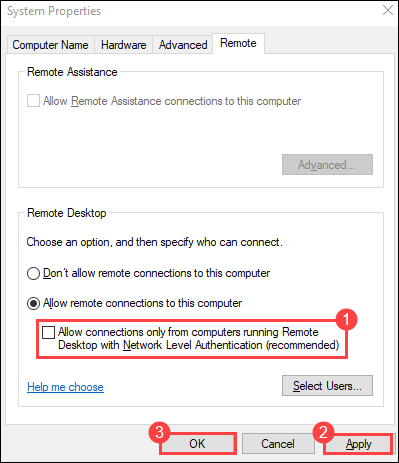 System Properties
Computer Name Hardware Advanced Remote
Remote Assistance
Allow Remote Assistance connections to this computer
Advanced...
Remote Desktop
Choose an option, and then specify who can connect.
Don't allow remote connections to this computer
Allow remote connections to this computer
1
Allow connections only from computers running Remote
Desktop with Network Level Authentication (recommended)
Help me choose
Select Users...
3
2
OK
Cancel
Apply